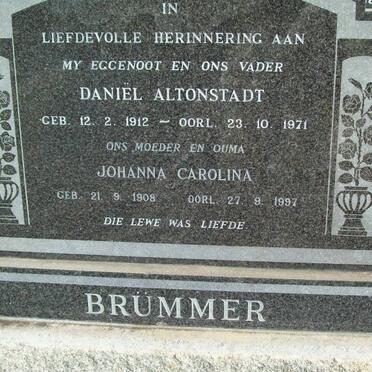 IN
LIEFDEVOLLE HERINNERING AAN
MY EGGENOOT EN ONS VADER
DANIËL ALTONSTADT
GEB. 12. 2. 1912 — OORL. 23. 10. 1971
ONS MOEDER EN OUMA
JOHANNA CAROLINA
GEB. 21. 9. 1908 OORL. 27. 9. 1997
DIE LEWE WAS LIEFDE.
BRÜMMER